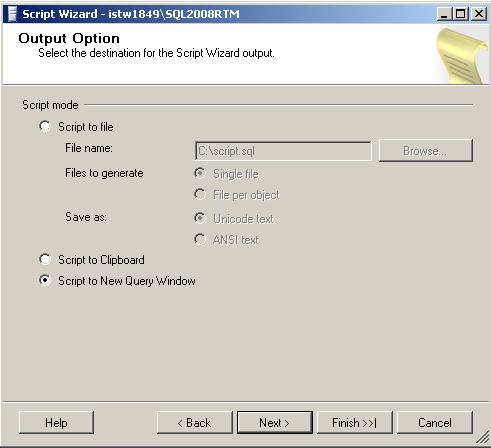 Script Wizard - istw1849\SQL2008RTM
Output Option
Select the destination for the Script Wizard output.
Script mode
Script to file
File name: C:\script.sql Browse...
Files to generate Single file
File per object
Save as: Unicode text
ANSI text
Script to Clipboard
Script to New Query Window
Help < Back Next > Finish >>| Cancel